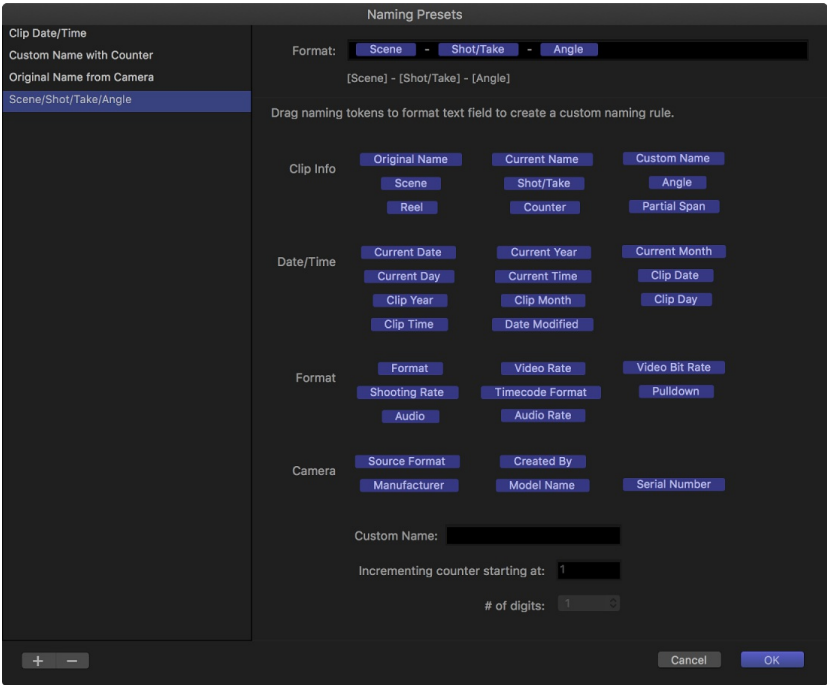 Naming Presets
Clip Date/Time
Custom Name with Counter
Original Name from Camera
Scene/Shot/Take/Angle
Format: Scene - Shot/Take - Angle
[Scene] - [Shot/Take] - [Angle]
Drag naming tokens to format text field to create a custom naming rule.
Clip Info
Original Name Current Name Custom Name
Scene Shot/Take Angle
Reel Counter Partial Span
Date/Time
Current Date Current Year Current Month
Current Day Current Time Clip Date
Clip Year Clip Month Clip Day
Clip Time Date Modified
Format
Format Video Rate Video Bit Rate
Shooting Rate Timecode Format Pulldown
Audio Audio Rate
Camera
Source Format Created By
Manufacturer Model Name Serial Number
Custom Name:
Incrementing counter starting at: 1
# of digits: 1
+ −
Cancel OK